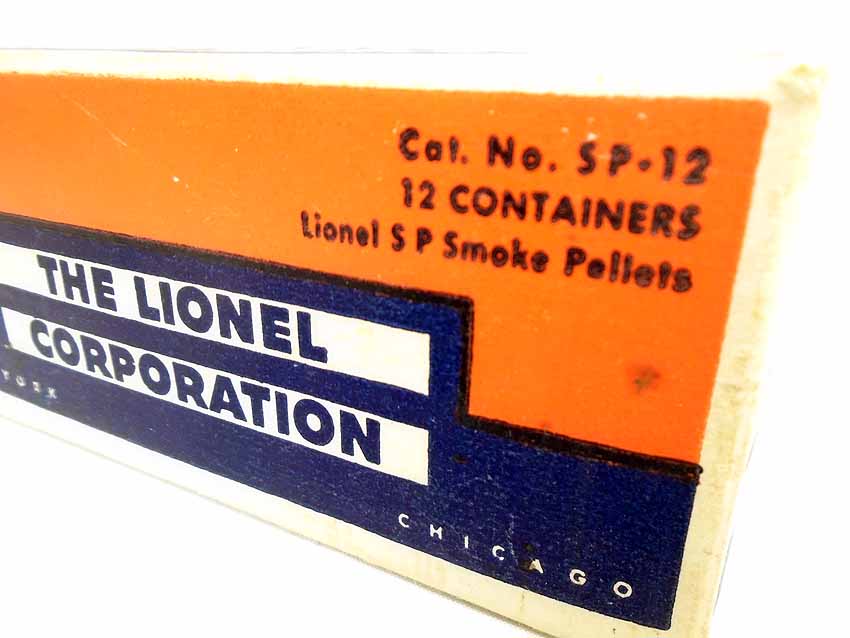 Cat. No. SP-12
12 CONTAINERS
Lionel S P Smoke Pellets
THE LIONEL
CORPORATION
CHICAGO